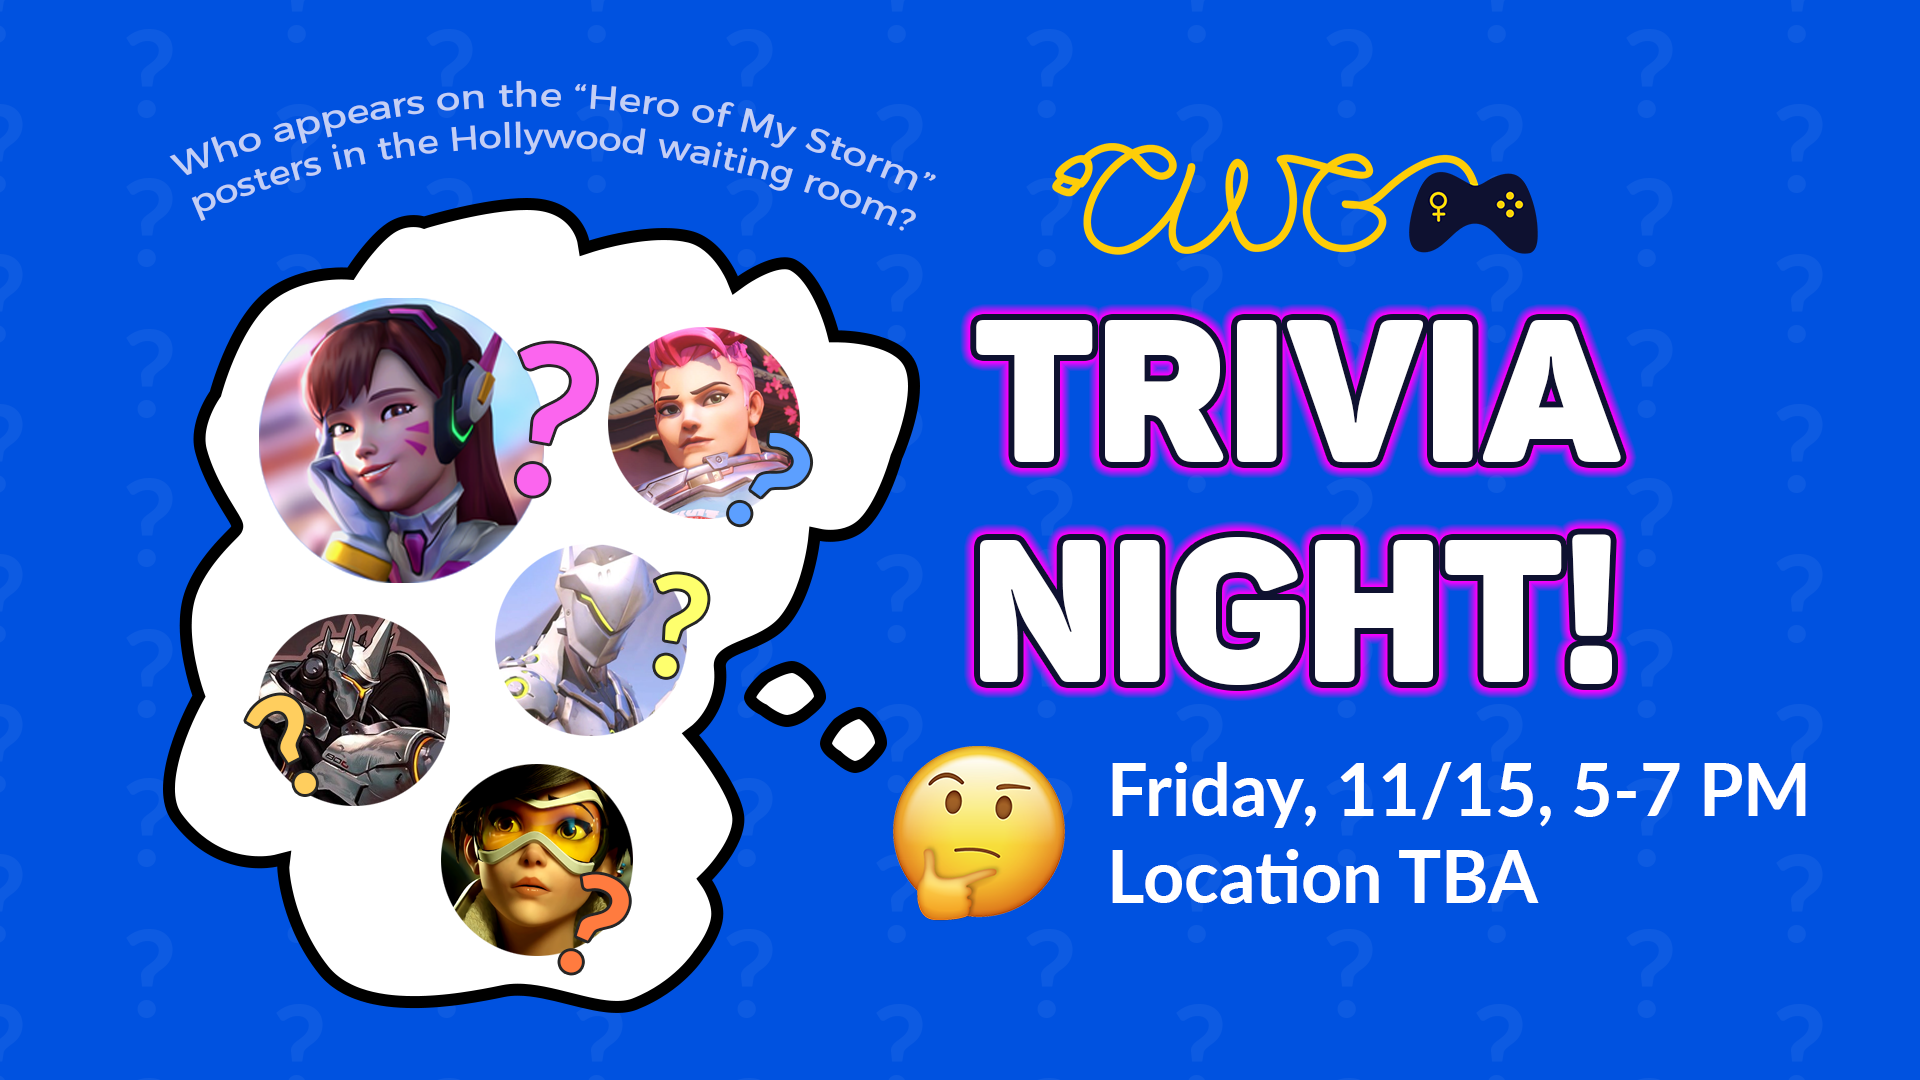 Who appears on the “Hero of My Storm”
posters in the Hollywood waiting room?
CWG
TRIVIA
NIGHT!
Friday, 11/15, 5-7 PM
Location TBA